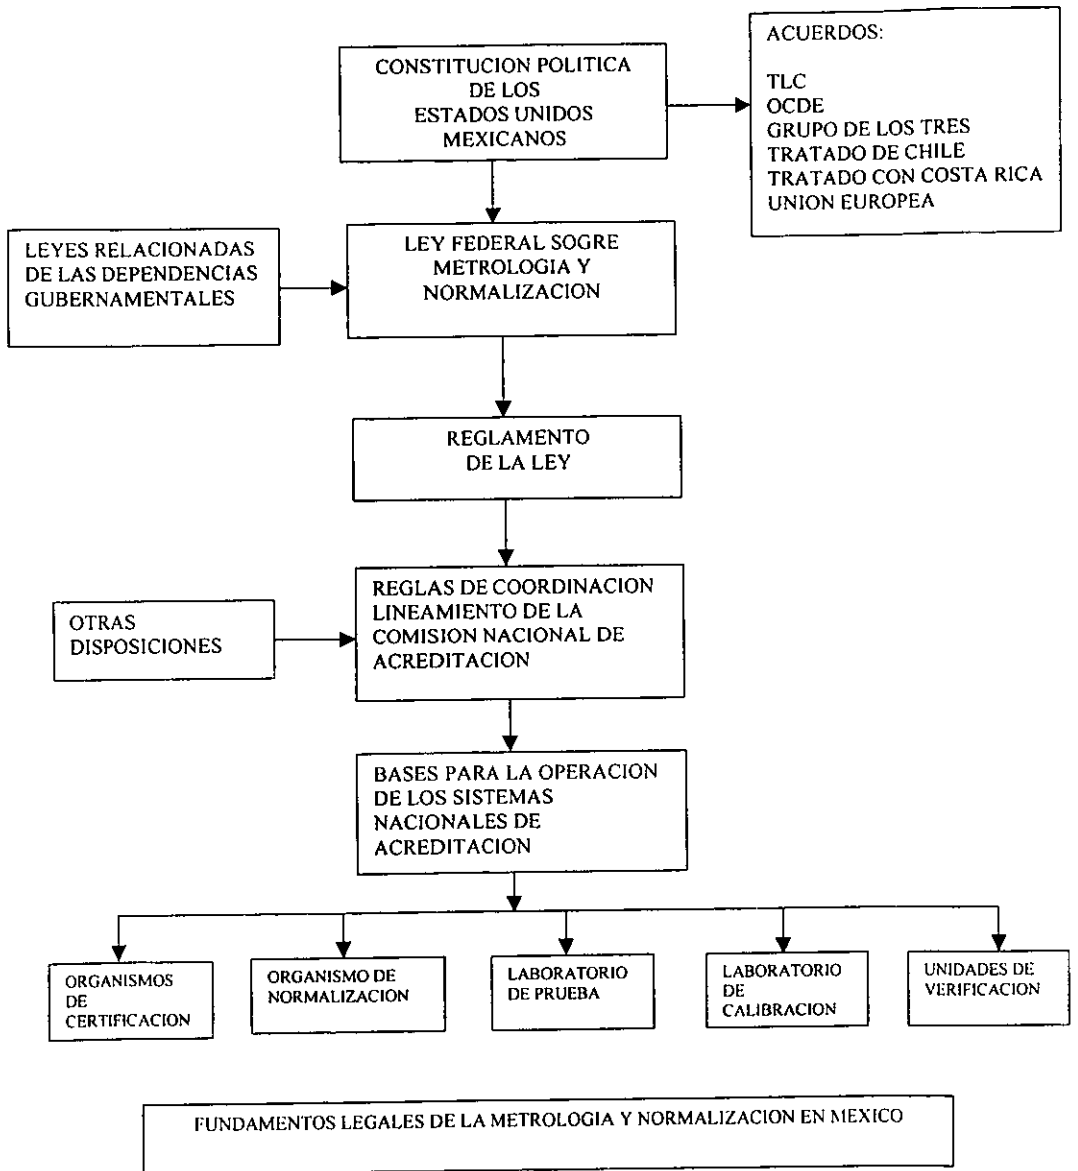 CONSTITUCION POLITICA
DE LOS
ESTADOS UNIDOS
MEXICANOS
ACUERDOS:
TLC
OCDE
GRUPO DE LOS TRES
TRATADO DE CHILE
TRATADO CON COSTA RICA
UNION EUROPEA
LEYES RELACIONADAS
DE LAS DEPENDENCIAS
GUBERNAMENTALES
LEY FEDERAL SOGRE
METROLOGIA Y
NORMALIZACION
REGLAMENTO
DE LA LEY
OTRAS
DISPOSICIONES
REGLAS DE COORDINACION
LINEAMIENTO DE LA
COMISION NACIONAL DE
ACREDITACION
BASES PARA LA OPERACION
DE LOS SISTEMAS
NACIONALES DE
ACREDITACION
ORGANISMOS
DE
CERTIFICACION
ORGANISMO DE
NORMALIZACION
LABORATORIO
DE PRUEBA
LABORATORIO
DE
CALIBRACION
UNIDADES DE
VERIFICACION
FUNDAMENTOS LEGALES DE LA METROLOGIA Y NORMALIZACION EN MEXICO